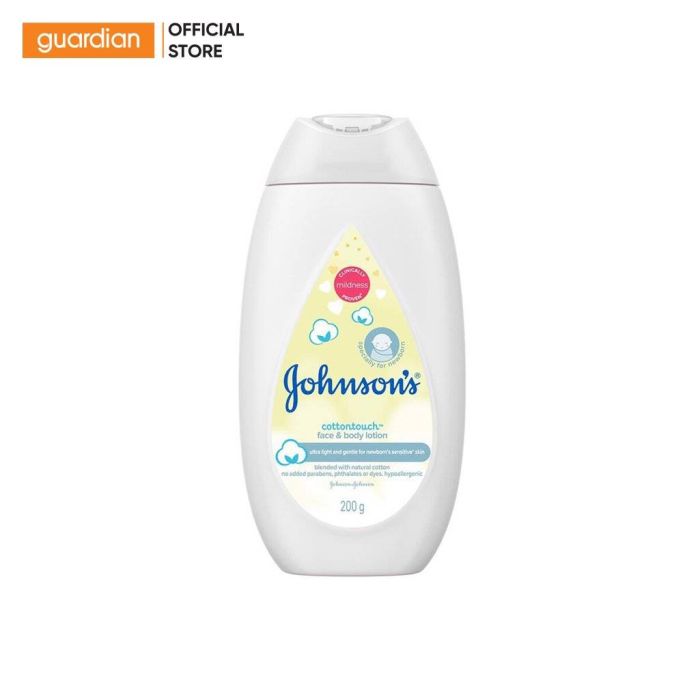 guardian
OFFICIAL
STORE
CLINICALLY
mildness
PROVEN*
specially for newborn
Johnson's®
cottontouch™
face & body lotion
ultra light and gentle for newborn's sensitive* skin
blended with natural cotton
no added parabens, phthalates or dyes, hypoallergenic
Johnson&Johnson
200 g